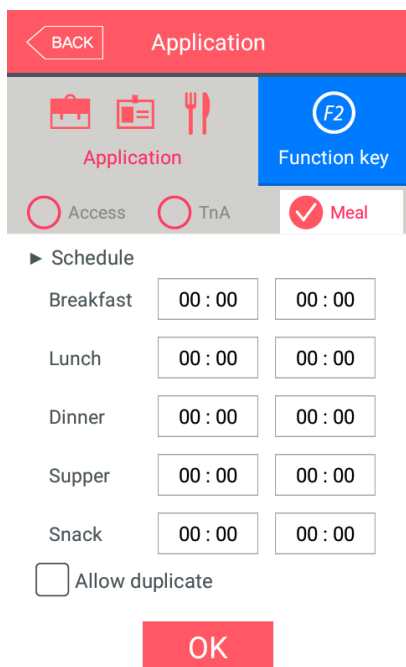 BACK Application
F2
Application Function key
Access TnA Meal
► Schedule
Breakfast 00 : 00 00 : 00
Lunch 00 : 00 00 : 00
Dinner 00 : 00 00 : 00
Supper 00 : 00 00 : 00
Snack 00 : 00 00 : 00
Allow duplicate
OK